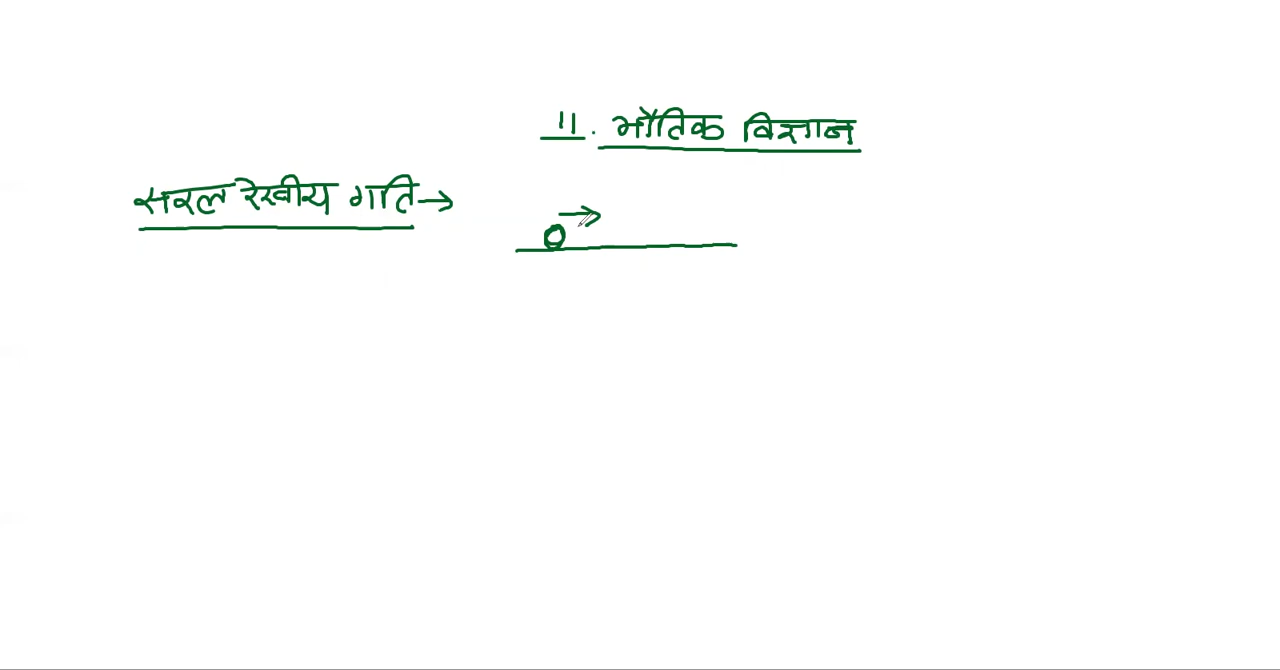 11. भौतिक विज्ञान
सरल रेखीय गति →